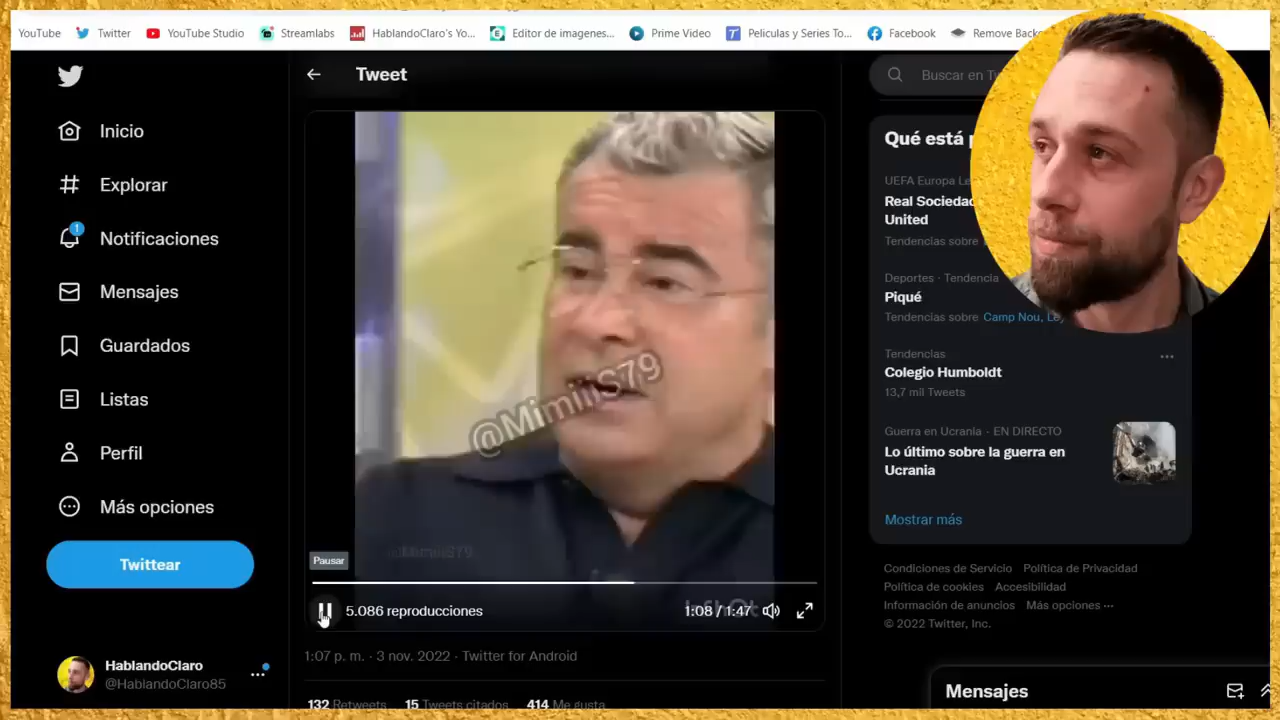 YouTube
Twitter
YouTube Studio
Streamlabs
HablandoClaro's Yo...
Editor de imagenes...
Prime Video
Peliculas y Series To...
Facebook
Tweet
Inicio
Explorar
1
Notificaciones
Mensajes
Guardados
Listas
Perfil
Más opciones
Twittear
HablandoClaro
@HablandoClaro85
@MimiiiS79
@MimiiiS79
Pausar
5.086 reproducciones
1:08 / 1:47
1:07 p. m. · 3 nov. 2022 · Twitter for Android
132 Retweets 15 Tweets citados 414 Me gusta
Buscar en
Qué está
UEFA Europa
Real Sociedad
United
Tendencias sobre
Deportes · Tendencia
Piqué
Tendencias sobre Camp Nou,
Tendencias
Colegio Humboldt
13,7 mil Tweets
Guerra en Ucrania · EN DIRECTO
Lo último sobre la guerra en
Ucrania
Mostrar más
Condiciones de Servicio Política de Privacidad
Política de cookies Accesibilidad
Información de anuncios Más opciones ···
© 2022 Twitter, Inc.
Mensajes